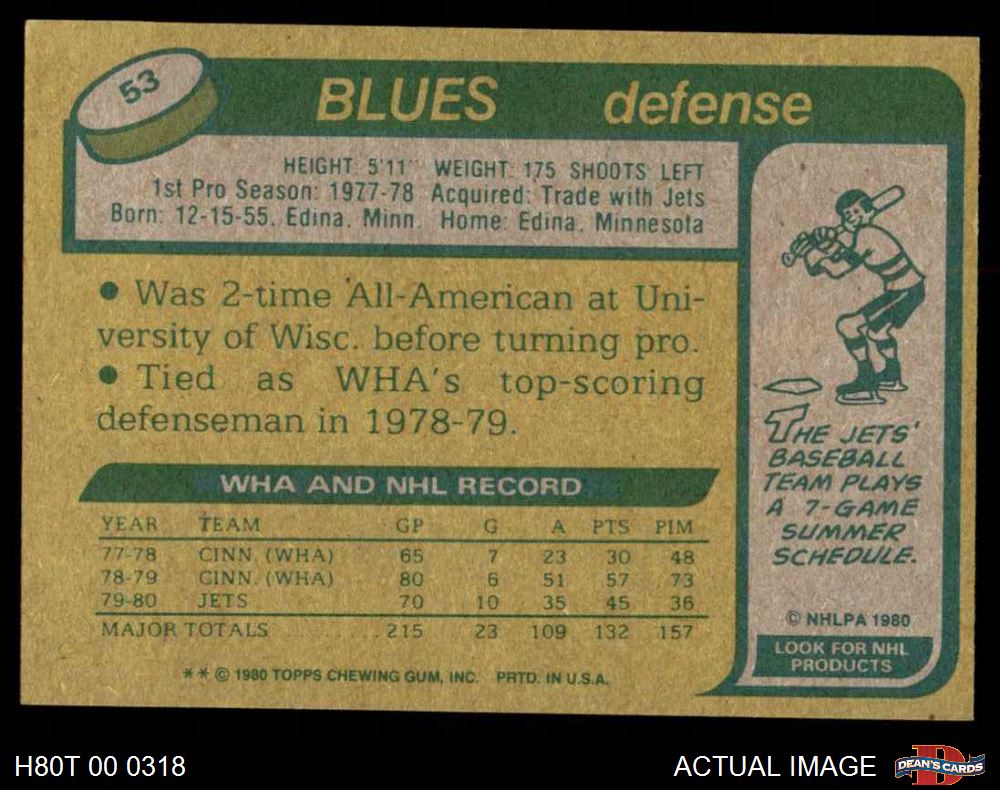 53
BLUES defense
HEIGHT: 5'11" WEIGHT: 175 SHOOTS: LEFT
1st Pro Season: 1977-78 Acquired: Trade with Jets
Born: 12-15-55, Edina, Minn. Home: Edina, Minnesota
• Was 2-time All-American at Uni-
versity of Wisc. before turning pro.
• Tied as WHA's top-scoring
defenseman in 1978-79.
WHA AND NHL RECORD
YEAR TEAM GP G A PTS PIM
77-78 CINN. (WHA) 65 7 23 30 48
78-79 CINN. (WHA) 80 6 51 57 73
79-80 JETS 70 10 35 45 36
MAJOR TOTALS 215 23 109 132 157
** © 1980 TOPPS CHEWING GUM, INC. PRTD. IN U.S.A.
THE JETS'
BASEBALL
TEAM PLAYS
A 7-GAME
SUMMER
SCHEDULE.
© NHLPA 1980
LOOK FOR NHL
PRODUCTS
H80T 00 0318
ACTUAL IMAGE
D
DEAN'S CARDS